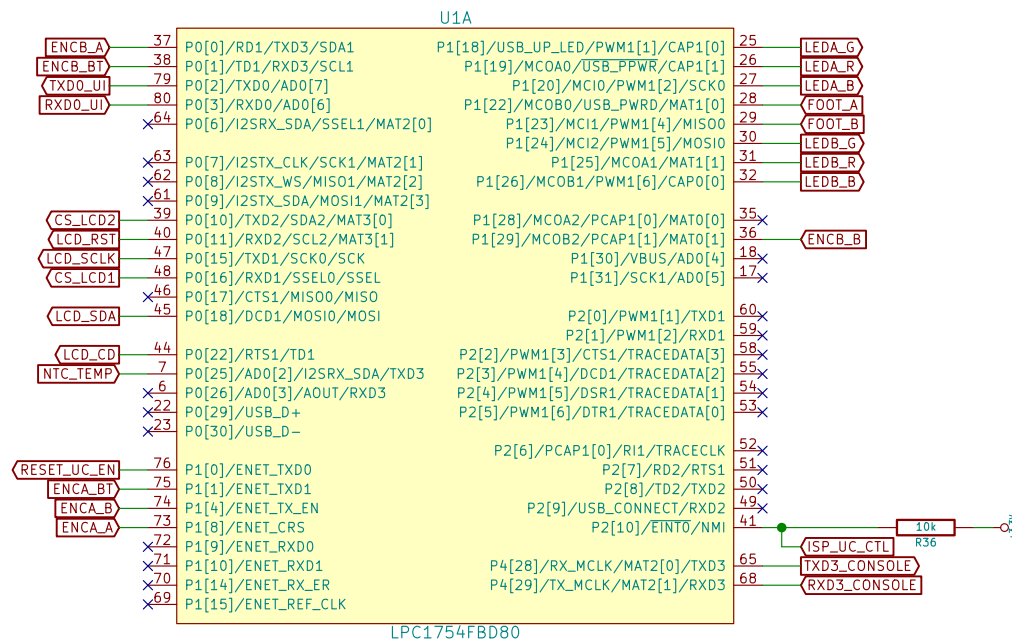 U1A
ENCB_A 37 P0[0]/RD1/TXD3/SDA1 P1[18]/USB_UP_LED/PWM1[1]/CAP1[0] 25 LEDA_G
ENCB_BT 38 P0[1]/TD1/RXD3/SCL1 P1[19]/MCOA0/USB_PPWR/CAP1[1] 26 LEDA_R
TXD0_UI 79 P0[2]/TXD0/AD0[7] P1[20]/MCI0/PWM1[2]/SCK0 27 LEDA_B
RXD0_UI 80 P0[3]/RXD0/AD0[6] P1[22]/MCOB0/USB_PWRD/MAT1[0] 28 FOOT_A
64 P0[6]/I2SRX_SDA/SSEL1/MAT2[0] P1[23]/MCI1/PWM1[4]/MISO0 29 FOOT_B
P1[24]/MCI2/PWM1[5]/MOSI0 30 LEDB_G
63 P0[7]/I2STX_CLK/SCK1/MAT2[1] P1[25]/MCOA1/MAT1[1] 31 LEDB_R
62 P0[8]/I2STX_WS/MISO1/MAT2[2] P1[26]/MCOB1/PWM1[6]/CAP0[0] 32 LEDB_B
61 P0[9]/I2STX_SDA/MOSI1/MAT2[3]
CS_LCD2 39 P0[10]/TXD2/SDA2/MAT3[0] P1[28]/MCOA2/PCAP1[0]/MAT0[0] 35
LCD_RST 40 P0[11]/RXD2/SCL2/MAT3[1] P1[29]/MCOB2/PCAP1[1]/MAT0[1] 36 ENCB_B
LCD_SCLK 47 P0[15]/TXD1/SCK0/SCK P1[30]/VBUS/AD0[4] 18
CS_LCD1 48 P0[16]/RXD1/SSEL0/SSEL P1[31]/SCK1/AD0[5] 17
46 P0[17]/CTS1/MISO0/MISO
LCD_SDA 45 P0[18]/DCD1/MOSI0/MOSI P2[0]/PWM1[1]/TXD1 60
P2[1]/PWM1[2]/RXD1 59
LCD_CD 44 P0[22]/RTS1/TD1 P2[2]/PWM1[3]/CTS1/TRACEDATA[3] 58
NTC_TEMP 7 P0[25]/AD0[2]/I2SRX_SDA/TXD3 P2[3]/PWM1[4]/DCD1/TRACEDATA[2] 55
6 P0[26]/AD0[3]/AOUT/RXD3 P2[4]/PWM1[5]/DSR1/TRACEDATA[1] 54
22 P0[29]/USB_D+ P2[5]/PWM1[6]/DTR1/TRACEDATA[0] 53
23 P0[30]/USB_D-
P2[6]/PCAP1[0]/RI1/TRACECLK 52
RESET_UC_EN 76 P1[0]/ENET_TXD0 P2[7]/RD2/RTS1 51
ENCA_BT 75 P1[1]/ENET_TXD1 P2[8]/TD2/TXD2 50
ENCA_B 74 P1[4]/ENET_TX_EN P2[9]/USB_CONNECT/RXD2 49
ENCA_A 73 P1[8]/ENET_CRS P2[10]/EINT0/NMI 41 10k
72 P1[9]/ENET_RXD0 ISP_UC_CTL R36
71 P1[10]/ENET_RXD1 P4[28]/RX_MCLK/MAT2[0]/TXD3 65 TXD3_CONSOLE
70 P1[14]/ENET_RX_ER P4[29]/TX_MCLK/MAT2[1]/RXD3 68 RXD3_CONSOLE
69 P1[15]/ENET_REF_CLK
LPC1754FBD80